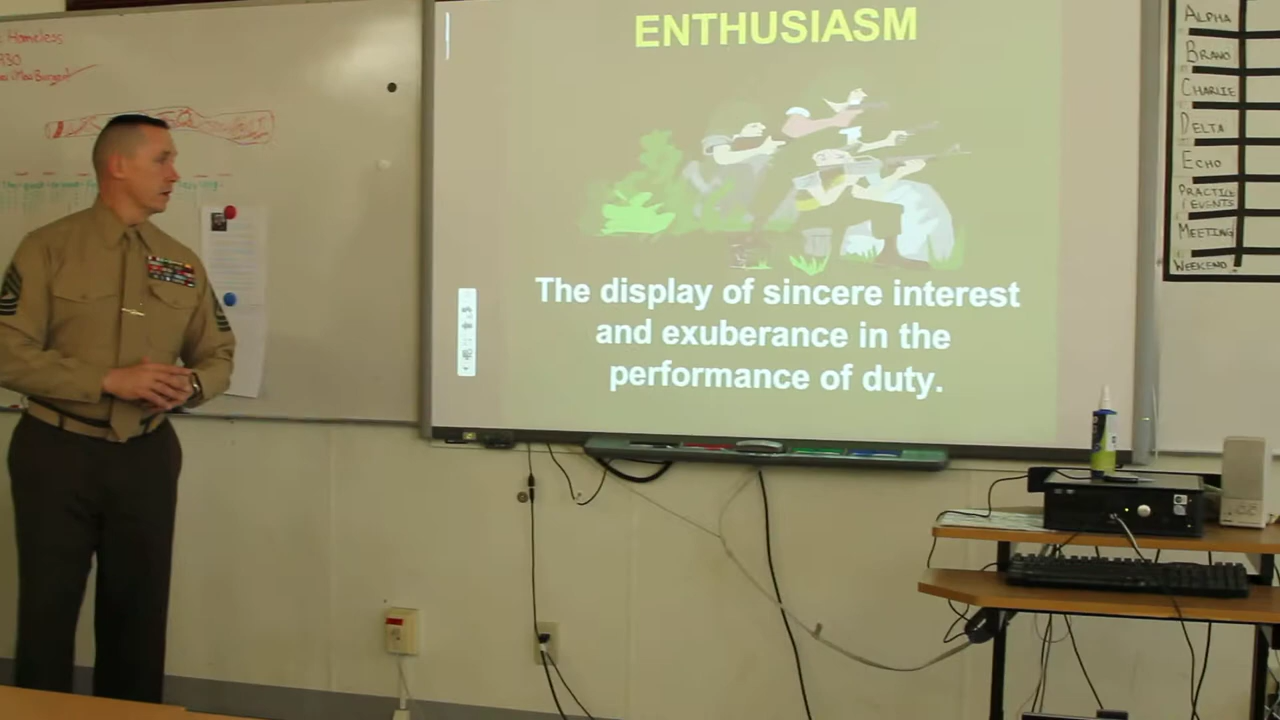 Homeless
930
ENTHUSIASM
The display of sincere interest
and exuberance in the
performance of duty.
ALPHA
BRAVO
CHARLIE
DELTA
ECHO
PRACTICE
/EVENTS
MEETING
WEEKEND